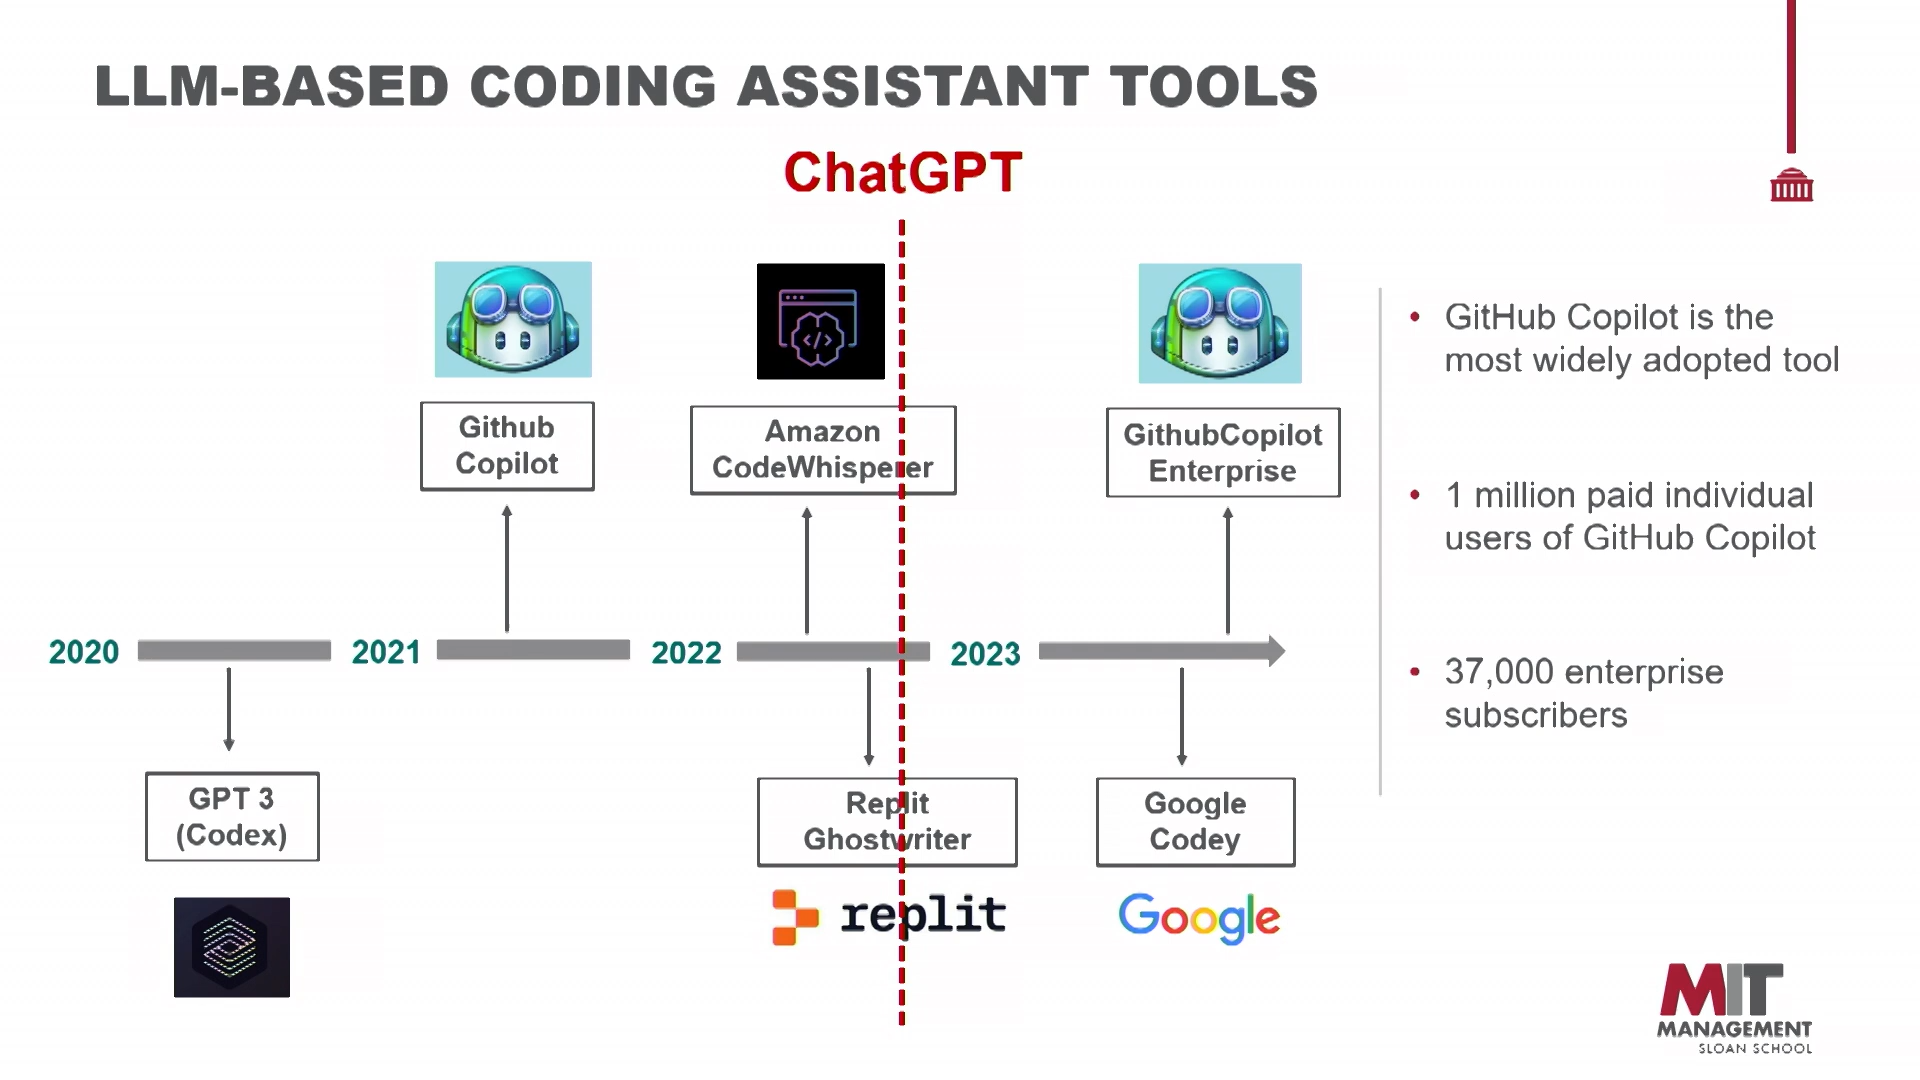 LLM-BASED CODING ASSISTANT TOOLS
ChatGPT
Github
Copilot
Amazon
CodeWhisperer
GithubCopilot
Enterprise
2020
2021
2022
2023
GPT 3
(Codex)
Replit
Ghostwriter
replit
Google
Codey
Google
• GitHub Copilot is the
most widely adopted tool
• 1 million paid individual
users of GitHub Copilot
• 37,000 enterprise
subscribers
MIT
MANAGEMENT
SLOAN SCHOOL